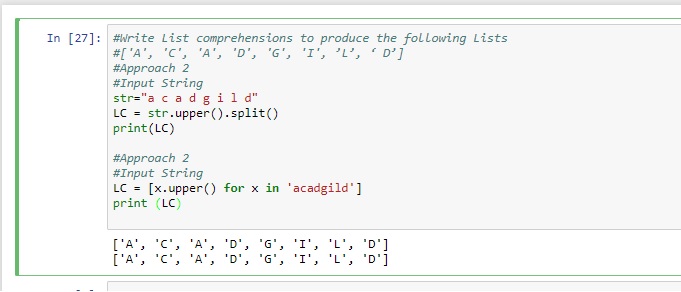 In [27]: #Write List comprehensions to produce the following Lists
#['A', 'C', 'A', 'D', 'G', 'I', ’L’, ‘ D’]
#Approach 2
#Input String
str="a c a d g i l d"
LC = str.upper().split()
print(LC)
#Approach 2
#Input String
LC = [x.upper() for x in 'acadgild']
print (LC)
['A', 'C', 'A', 'D', 'G', 'I', 'L', 'D']
['A', 'C', 'A', 'D', 'G', 'I', 'L', 'D']